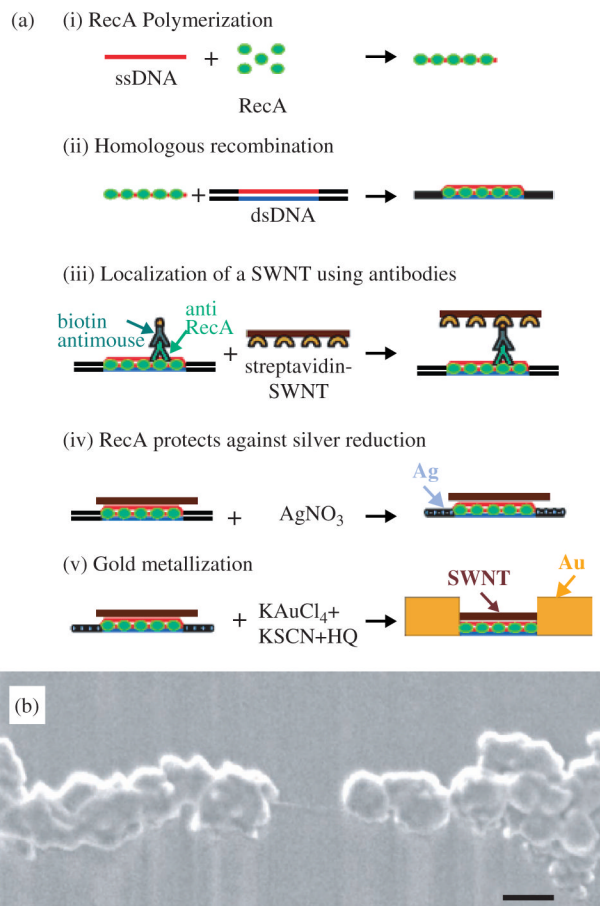 (a) (i) RecA Polymerization
ssDNA + RecA
(ii) Homologous recombination
+ dsDNA
(iii) Localization of a SWNT using antibodies
biotin antimouse
anti RecA
+ streptavidin-
SWNT
(iv) RecA protects against silver reduction
+ AgNO₃
Ag
(v) Gold metallization
+ KAuCl₄+
KSCN+HQ
SWNT
Au
(b)